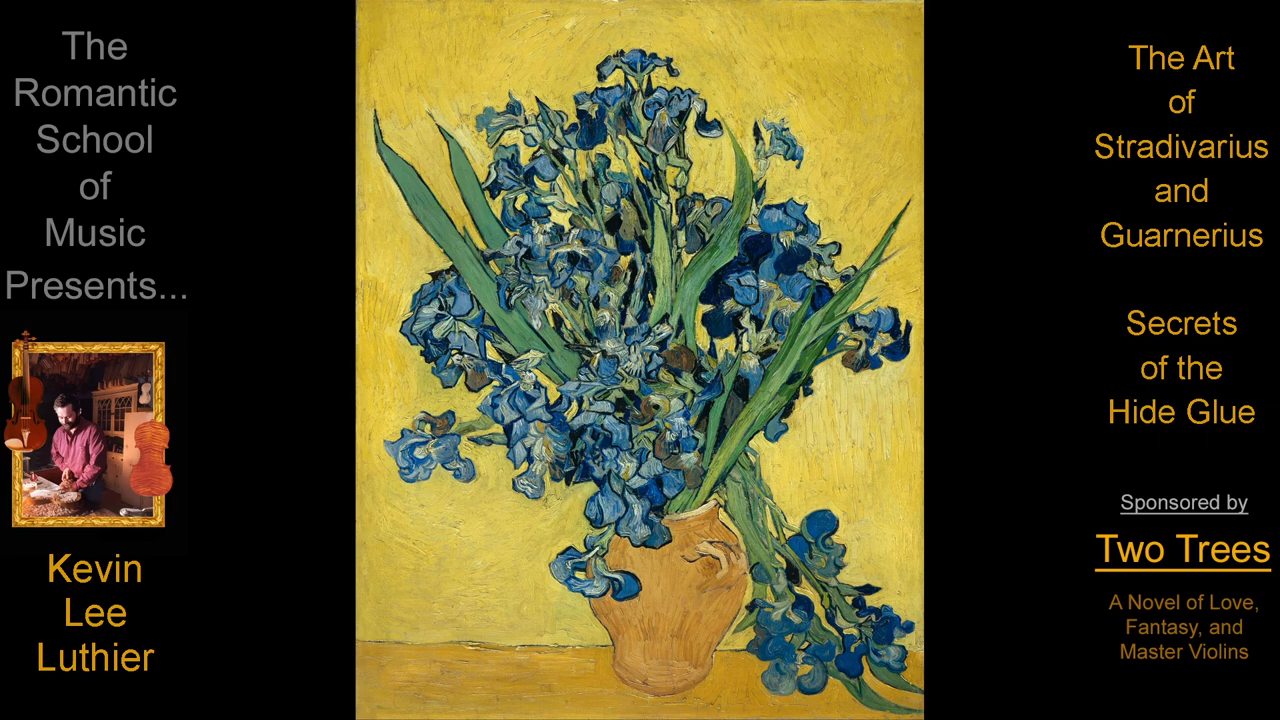 The
Romantic
School
of
Music
Presents...
Kevin
Lee
Luthier
The Art
of
Stradivarius
and
Guarnerius
Secrets
of the
Hide Glue
Sponsored by
Two Trees
A Novel of Love,
Fantasy, and
Master Violins